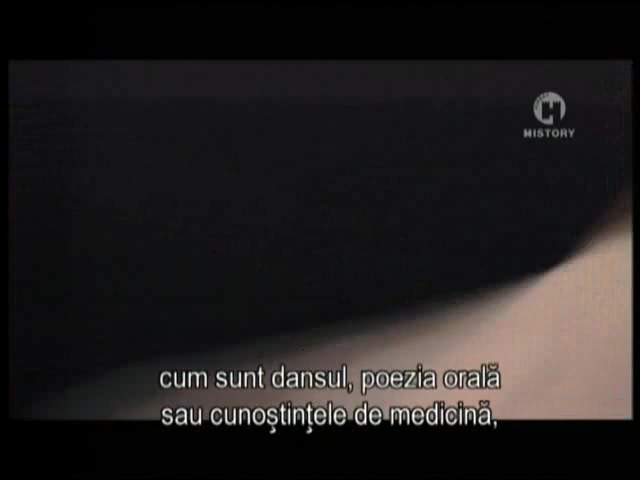 HISTORY
cum sunt dansul, poezia orală
sau cunoştinţele de medicină,